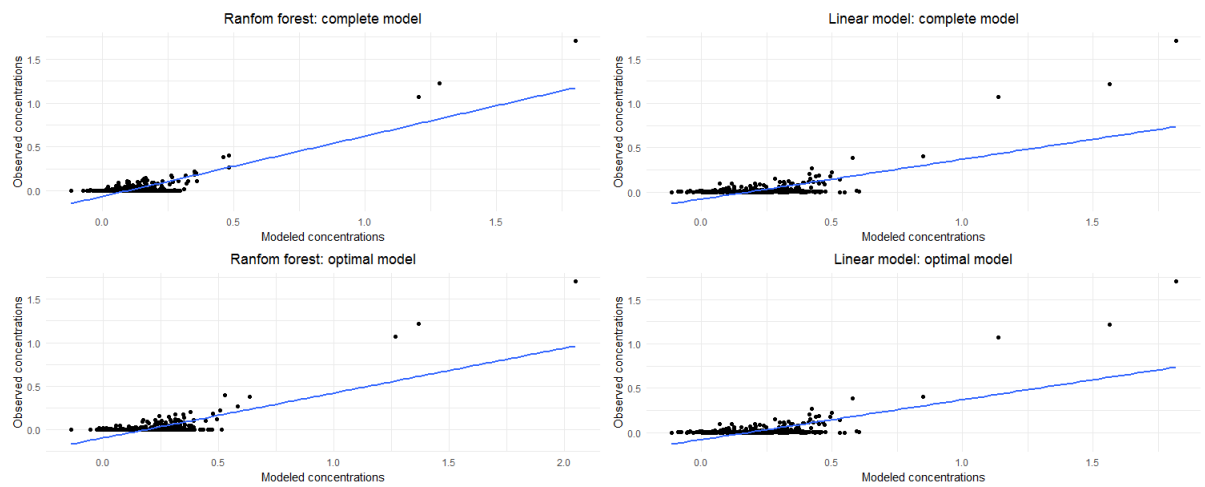 Ranfom forest: complete model
Observed concentrations
1.5
1.0
0.5
0.0
0.0 0.5 1.0 1.5
Modeled concentrations
Linear model: complete model
Observed concentrations
1.5
1.0
0.5
0.0
0.0 0.5 1.0 1.5
Modeled concentrations
Ranfom forest: optimal model
Observed concentrations
1.5
1.0
0.5
0.0
0.0 0.5 1.0 1.5 2.0
Modeled concentrations
Linear model: optimal model
Observed concentrations
1.5
1.0
0.5
0.0
0.0 0.5 1.0 1.5
Modeled concentrations